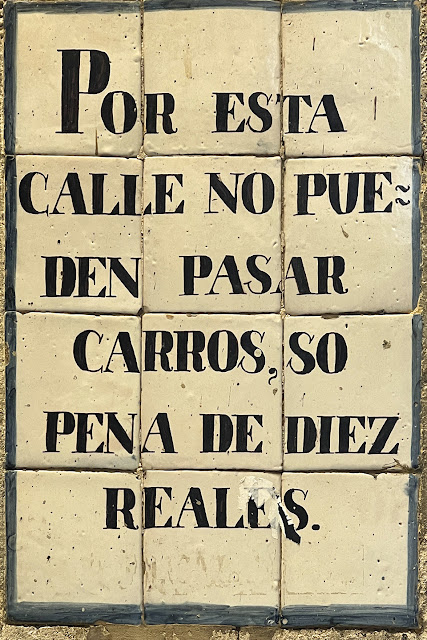 POR ESTA
CALLE NO PUE~
DEN PASAR
CARROS, SO
PENA DE DIEZ
REALES.